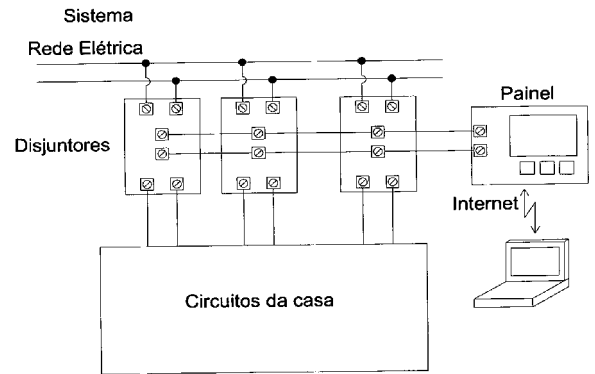 Sistema
Rede Elétrica
Painel
Disjuntores
Internet
Circuitos da casa